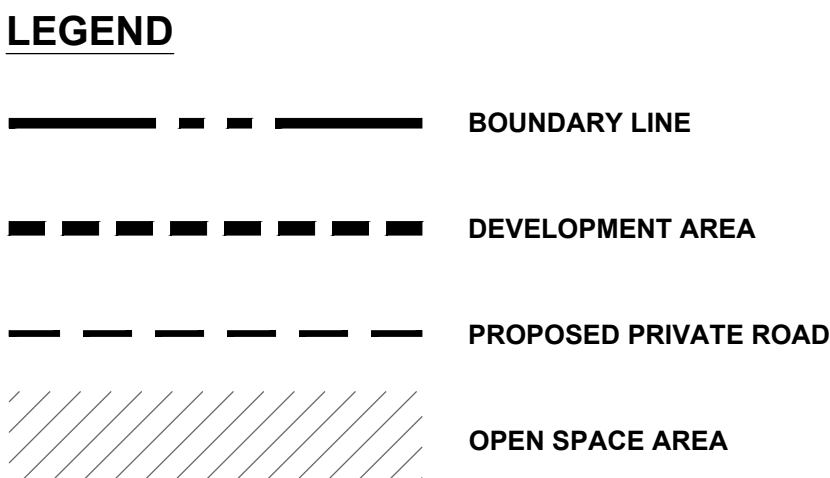 LEGEND
BOUNDARY LINE
DEVELOPMENT AREA
PROPOSED PRIVATE ROAD
OPEN SPACE AREA